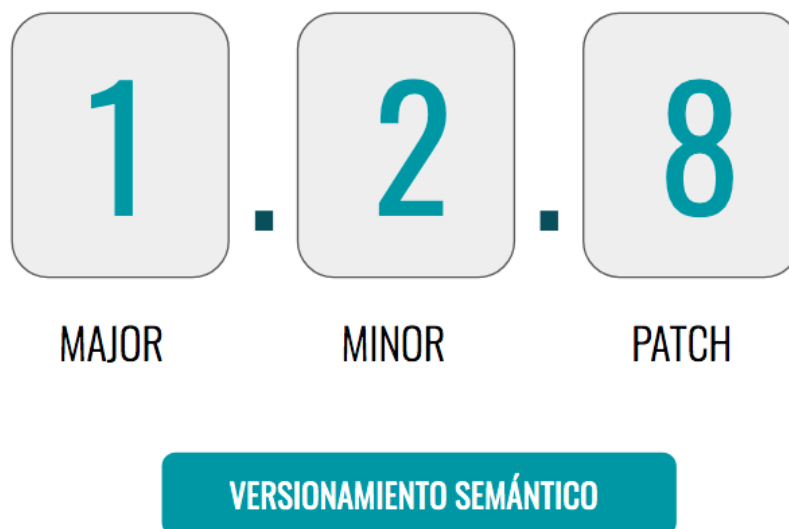 1 . 2 . 8
MAJOR MINOR PATCH
VERSIONAMIENTO SEMÁNTICO